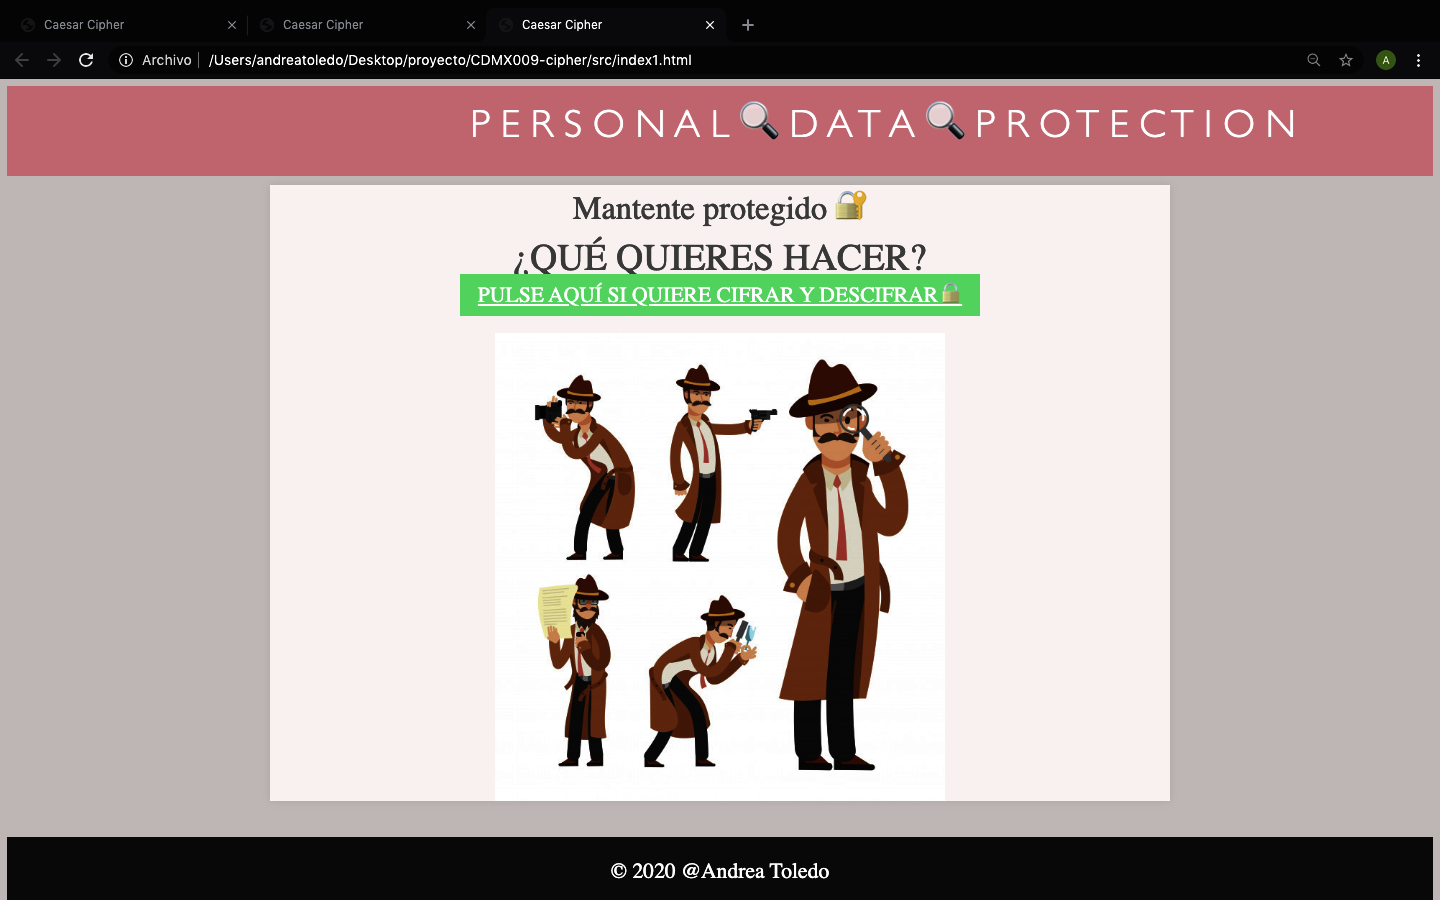 Caesar Cipher
Caesar Cipher
Caesar Cipher
Archivo /Users/andreatoledo/Desktop/proyecto/CDMX009-cipher/src/index1.html
A
PERSONAL🔍DATA🔍PROTECTION
Mantente protegido 🔐
¿QUÉ QUIERES HACER?
PULSE AQUÍ SI QUIERE CIFRAR Y DESCIFRAR🔒
© 2020 @Andrea Toledo